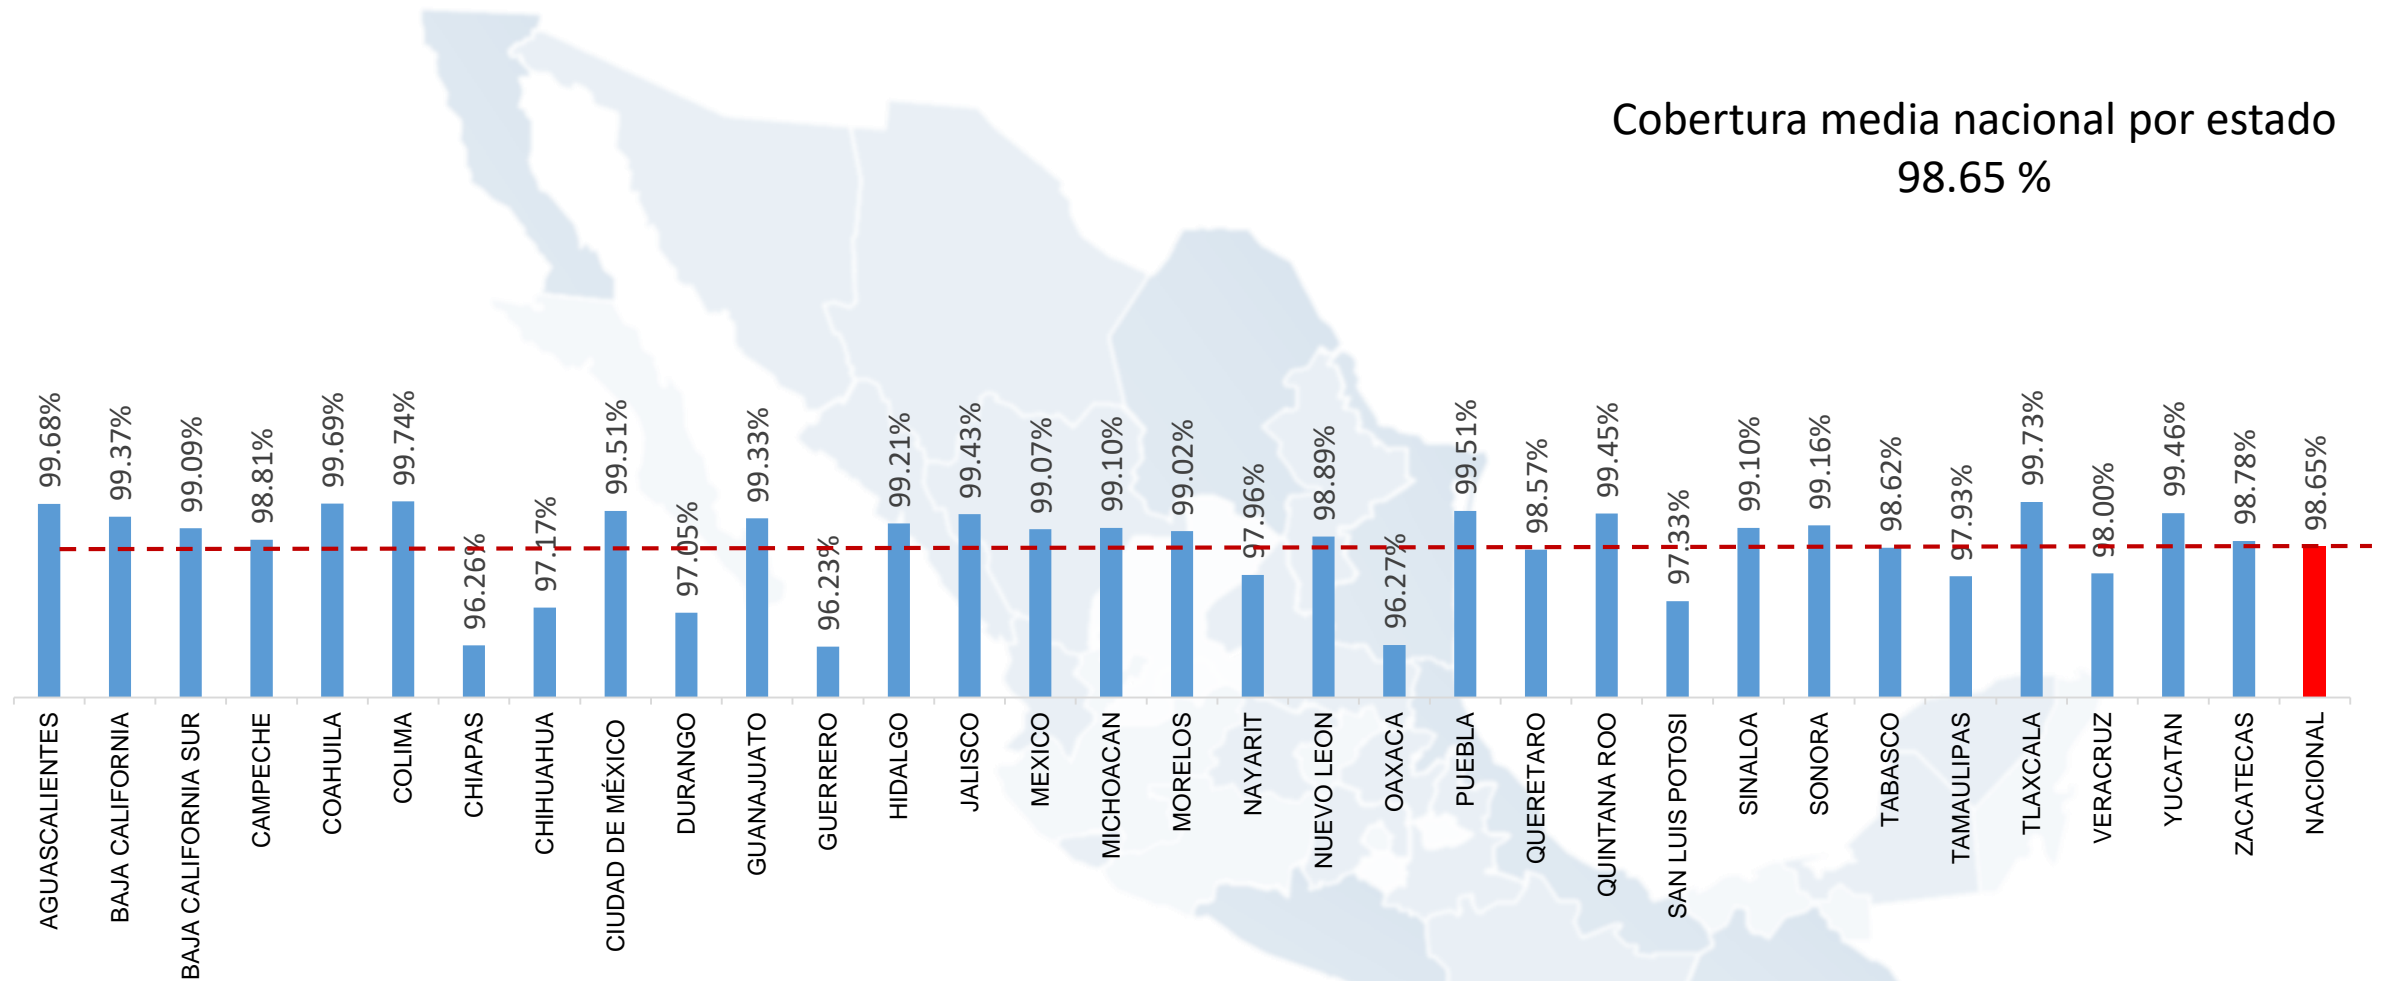 Cobertura media nacional por estado
98.65 %
99.68%
99.37%
99.09%
98.81%
99.69%
99.74%
96.26%
97.17%
99.51%
97.05%
99.33%
96.23%
99.21%
99.43%
99.07%
99.10%
99.02%
97.96%
98.89%
96.27%
99.51%
98.57%
99.45%
97.33%
99.10%
99.16%
98.62%
97.93%
99.73%
98.00%
99.46%
98.78%
98.65%
AGUASCALIENTES
BAJA CALIFORNIA
BAJA CALIFORNIA SUR
CAMPECHE
COAHUILA
COLIMA
CHIAPAS
CHIHUAHUA
CIUDAD DE MÉXICO
DURANGO
GUANAJUATO
GUERRERO
HIDALGO
JALISCO
MEXICO
MICHOACAN
MORELOS
NAYARIT
NUEVO LEON
OAXACA
PUEBLA
QUERETARO
QUINTANA ROO
SAN LUIS POTOSI
SINALOA
SONORA
TABASCO
TAMAULIPAS
TLAXCALA
VERACRUZ
YUCATAN
ZACATECAS
NACIONAL